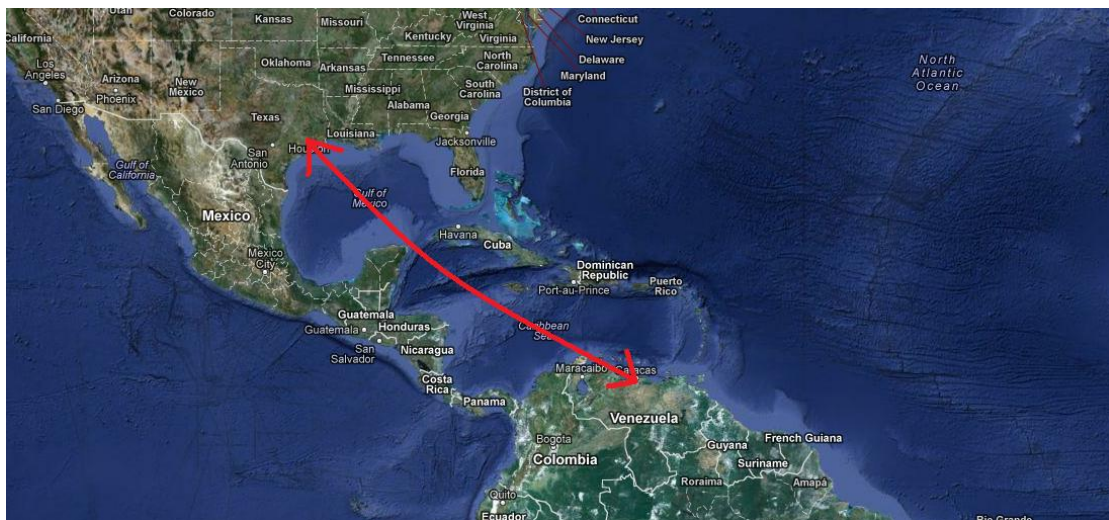 Utah
Colorado
Kansas
Missouri
West
Virginia
Connecticut
New Jersey
California
Kentucky
Virginia
Delaware
Maryland
District of
Columbia
North
Atlantic
Ocean
Los
Angeles
Arizona
Phoenix
New
Mexico
Oklahoma
Arkansas
Tennessee
North
Carolina
South
Carolina
San Diego
Mississippi
Alabama
Georgia
Texas
Louisiana
Jacksonville
San
Antonio
Houston
Gulf of
California
Florida
Gulf of
Mexico
Mexico
Havana
Cuba
Mexico
City
Dominican
Republic
Port-au-Prince
Puerto
Rico
Guatemala
Guatemala
Honduras
Caribbean
Sea
San
Salvador
Nicaragua
Costa
Rica
Maracaibo
Caracas
Panama
Venezuela
Bogota
Colombia
Guyana
French Guiana
Suriname
Roraima
Amapá
Quito
Ecuador
Rio Grande